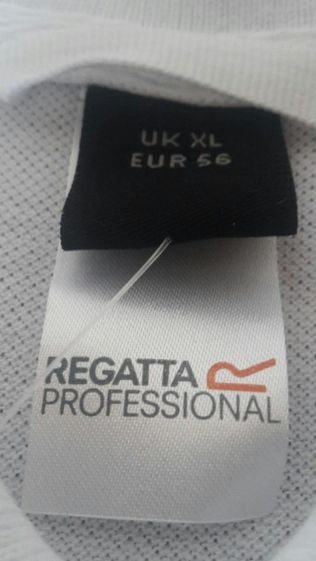 UK XL
EUR 56
REGATTA
PROFESSIONAL